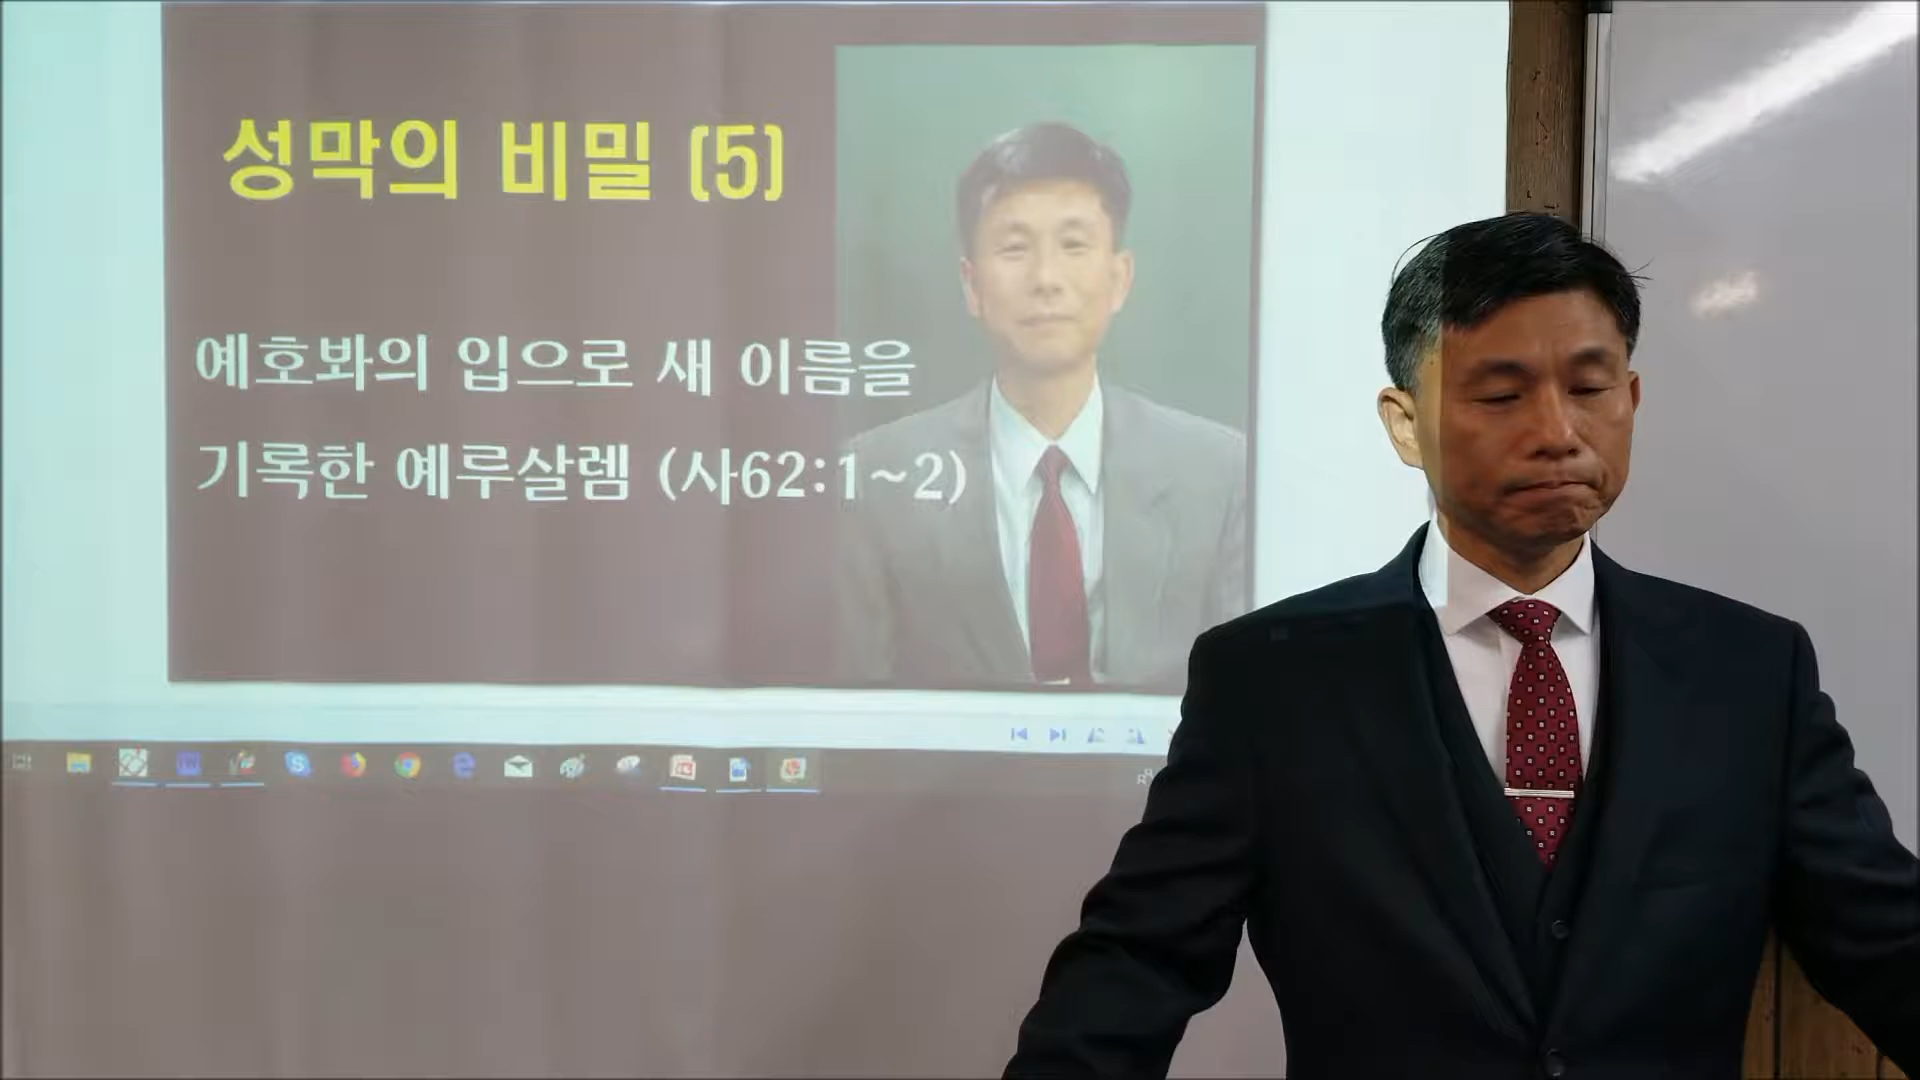 성막의 비밀 (5)
예호봐의 입으로 새 이름을
기록한 예루살렘 (사62:1~2)